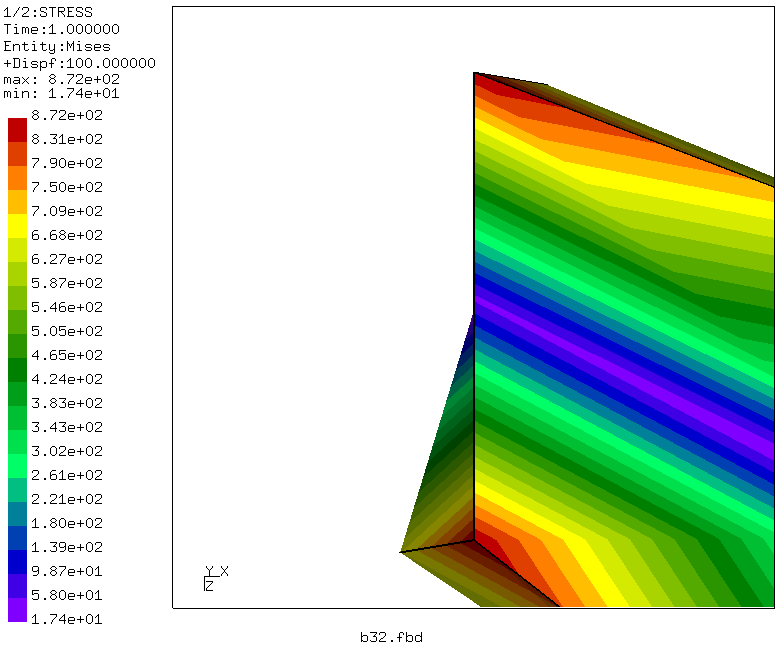 1/2:STRESS
Time:1.000000
Entity:Mises
+Dispf:100.000000
max: 8.72e+02
min: 1.74e+01
8.72e+02
8.31e+02
7.90e+02
7.50e+02
7.09e+02
6.68e+02
6.27e+02
5.87e+02
5.46e+02
5.05e+02
4.65e+02
4.24e+02
3.83e+02
3.43e+02
3.02e+02
2.61e+02
2.21e+02
1.80e+02
1.39e+02
9.87e+01
5.80e+01
1.74e+01
Y X
Z
b32.fbd